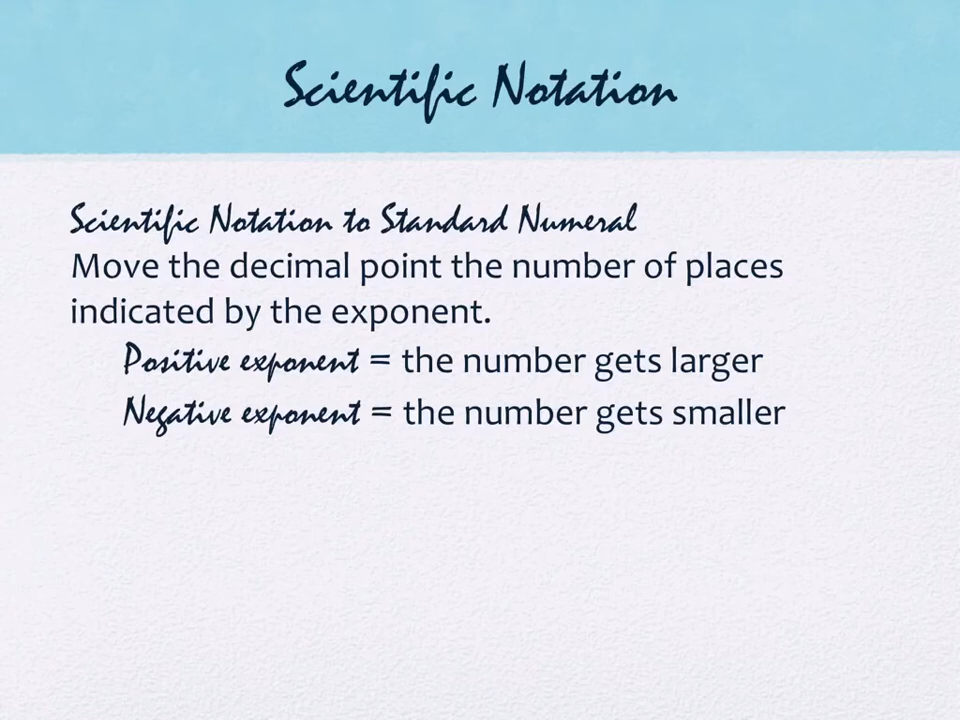 Scientific Notation
Scientific Notation to Standard Numeral
Move the decimal point the number of places
indicated by the exponent.
Positive exponent = the number gets larger
Negative exponent = the number gets smaller